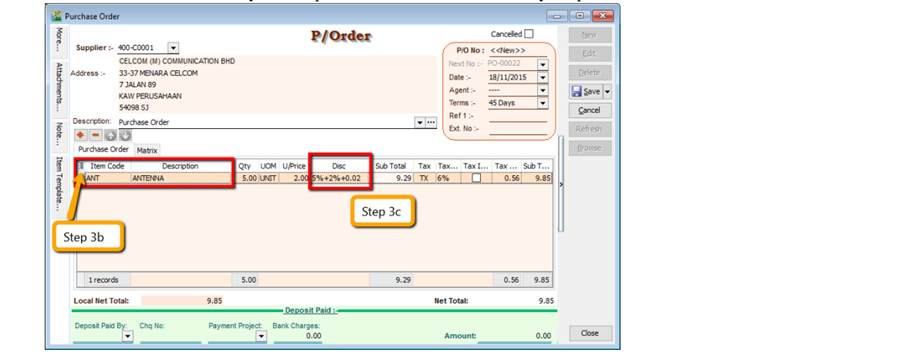 Purchase Order
P/Order
Cancelled
New
Edit
Delete
Save
Cancel
Refresh
Browse
More...
Attachments...
Note...
Item Template...
Supplier :- 400-C0001
CELCOM (M) COMMUNICATION BHD
Address :- 33-37 MENARA CELCOM
7 JALAN 89
KAW PERUSAHAAN
54098 SJ
P/O No : <<New>>
Next No :- PO-00022
Date :- 18/11/2015
Agent :- ----
Terms :- 45 Days
Ref 1 :-
Ext. No :-
Description: Purchase Order
Purchase Order Matrix
Item Code Description Qty UOM U/Price Disc Sub Total Tax Tax... Tax I... Tax ... Sub T...
ANT ANTENNA 5.00 UNIT 2.00 5%+2%+0.02 9.29 TX 6% 0.56 9.85
Step 3b
Step 3c
1 records 5.00 9.29 0.56 9.85
Local Net Total: 9.85 Net Total: 9.85
Deposit Paid :-
Deposit Paid By: Chq No: Payment Project: Bank Charges:
0.00 Amount: 0.00
Close